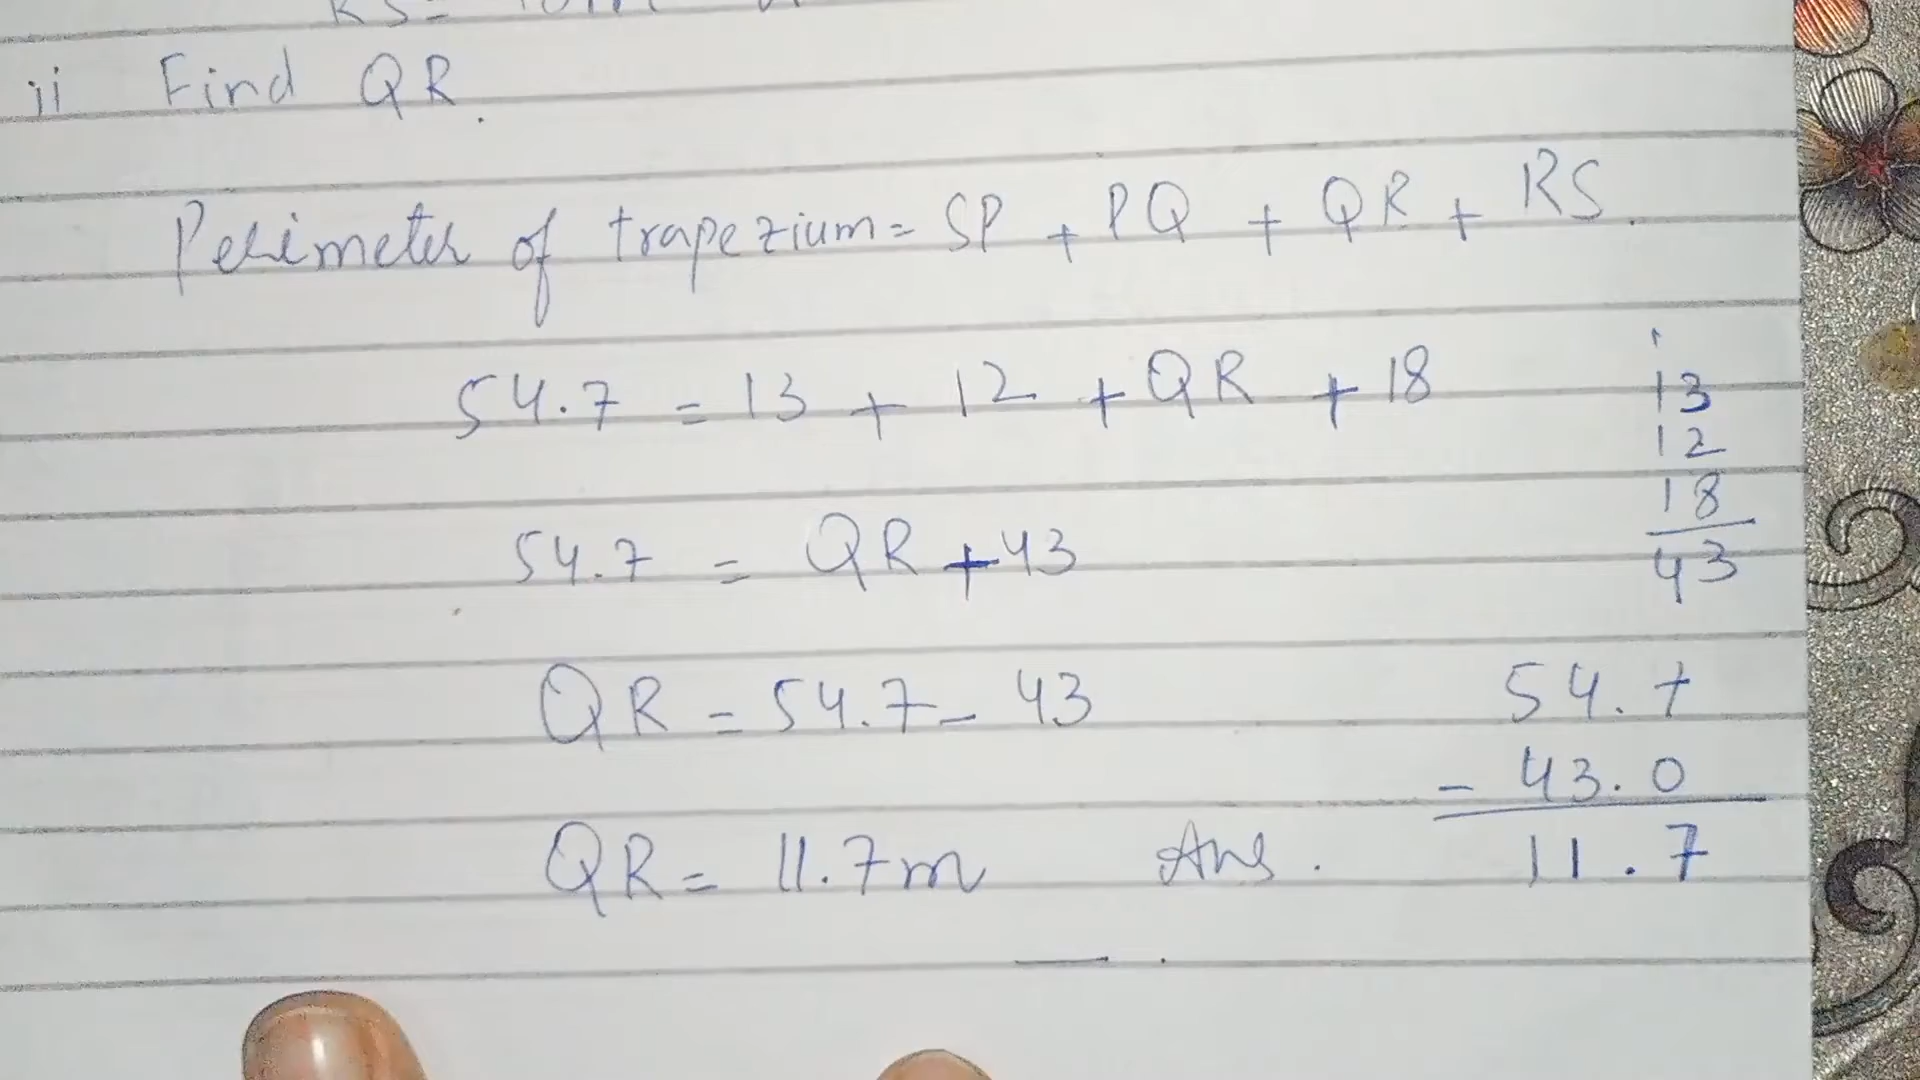 ii Find QR.
Perimeter of trapezium = SP + PQ + QR + RS.
54.7 = 13 + 12 + QR + 18
13
12
18
43
54.7 = QR + 43
QR = 54.7 - 43
54.7
- 43.0
11.7
QR = 11.7m Ans.